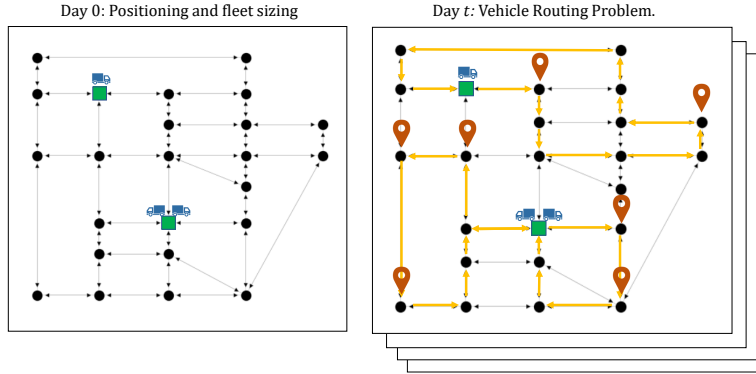 Day 0: Positioning and fleet sizing
Day t: Vehicle Routing Problem.